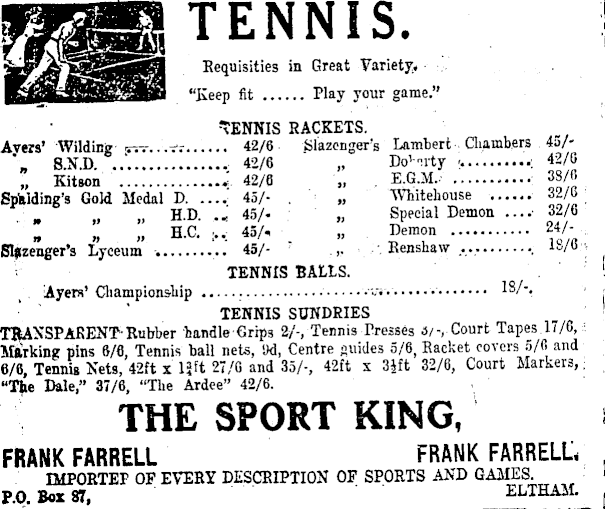 TENNIS.
Requisities in Great Variety.
"Keep fit ...... Play your game."
TENNIS RACKETS.
Ayers' Wilding ............... 42/6 Slazenger's Lambert Chambers 45/-
„ S.N.D. ................. 42/6 „ Doherty .......... 42/6
„ Kitson ................ 42/6 „ E.G.M. .......... 38/6
Spalding's Gold Medal D. .... 45/- „ Whitehouse ...... 32/6
„ „ „ H.D. .. 45/- „ Special Demon .... 32/6
„ „ „ H.C. .. 45/- „ Demon ........... 24/-
Slazenger's Lyceum .......... 45/- „ Renshaw .......... 18/6
TENNIS BALLS.
Ayers' Championship ............................................. 18/-.
TENNIS SUNDRIES
TRANSPARENT Rubber handle Grips 2/-, Tennis Presses /-, Court Tapes 17/6,
Marking pins 6/6, Tennis ball nets, 9d, Centre guides 5/6, Racket covers 5/6 and
6/6, Tennis Nets, 42ft x 1¾ft 27/6 and 35/-, 42ft x 3½ft 32/6, Court Markers,
"The Dale," 37/6, "The Ardee" 42/6.
THE SPORT KING,
FRANK FARRELL FRANK FARRELL.
IMPORTER OF EVERY DESCRIPTION OF SPORTS AND GAMES.
P.O. Box 87, ELTHAM.